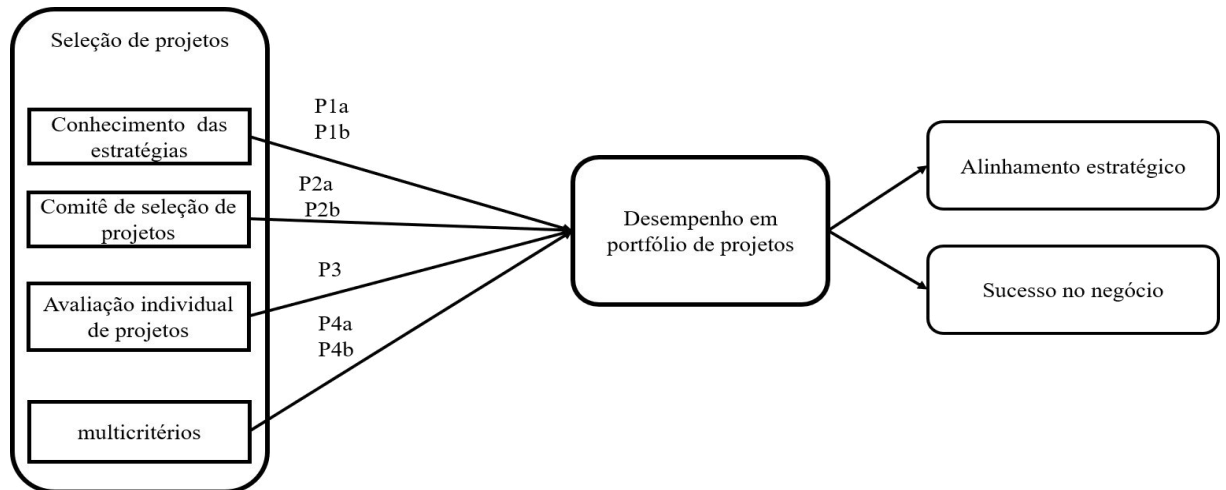 Seleção de projetos
Conhecimento das
estratégias
Comitê de seleção de
projetos
Avaliação individual
de projetos
multicritérios
P1a
P1b
P2a
P2b
P3
P4a
P4b
Desempenho em
portfólio de projetos
Alinhamento estratégico
Sucesso no negócio